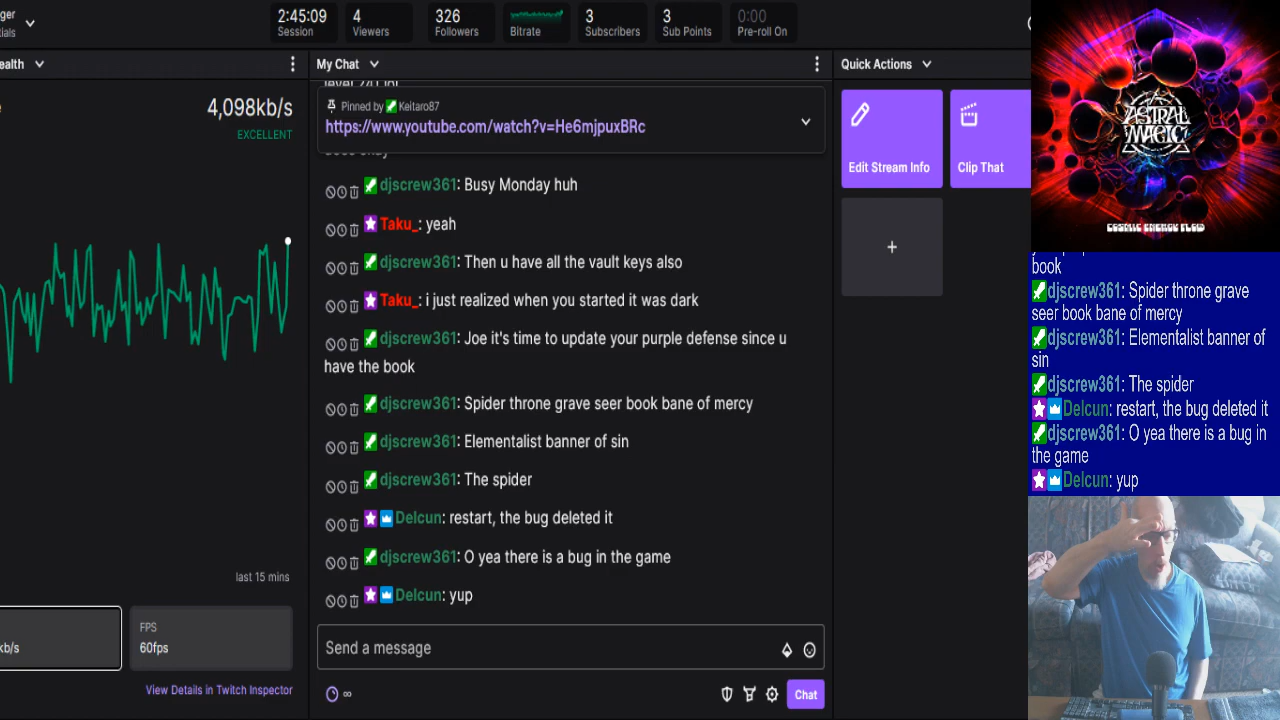 2:45:09
Session
4
Viewers
326
Followers
Bitrate
3
Subscribers
3
Sub Points
0:00
Pre-roll On
My Chat
Quick Actions
4,098kb/s
EXCELLENT
Pinned by Keitaro87
https://www.youtube.com/watch?v=He6mjpuxBRc
djscrew361: Busy Monday huh
Taku_: yeah
djscrew361: Then u have all the vault keys also
Taku_: i just realized when you started it was dark
djscrew361: Joe it's time to update your purple defense since u
have the book
djscrew361: Spider throne grave seer book bane of mercy
djscrew361: Elementalist banner of sin
djscrew361: The spider
Delcun: restart, the bug deleted it
djscrew361: O yea there is a bug in the game
Delcun: yup
Send a message
∞
Chat
last 15 mins
kb/s
FPS
60fps
View Details in Twitch Inspector
Edit Stream Info
Clip That
+
ASTRAL
MAGIC
COSMIC ENERGY FLOW
book
djscrew361: Spider throne grave
seer book bane of mercy
djscrew361: Elementalist banner of
sin
djscrew361: The spider
Delcun: restart, the bug deleted it
djscrew361: O yea there is a bug in
the game
Delcun: yup